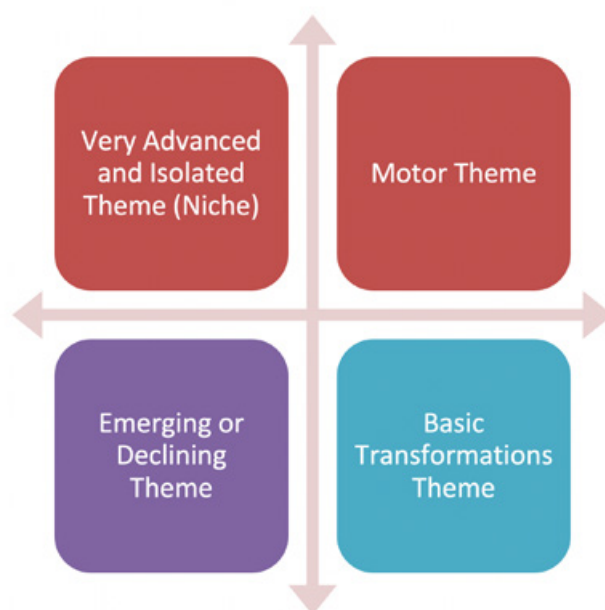 Very Advanced
and Isolated
Theme (Niche)
Motor Theme
Emerging or
Declining
Theme
Basic
Transformations
Theme